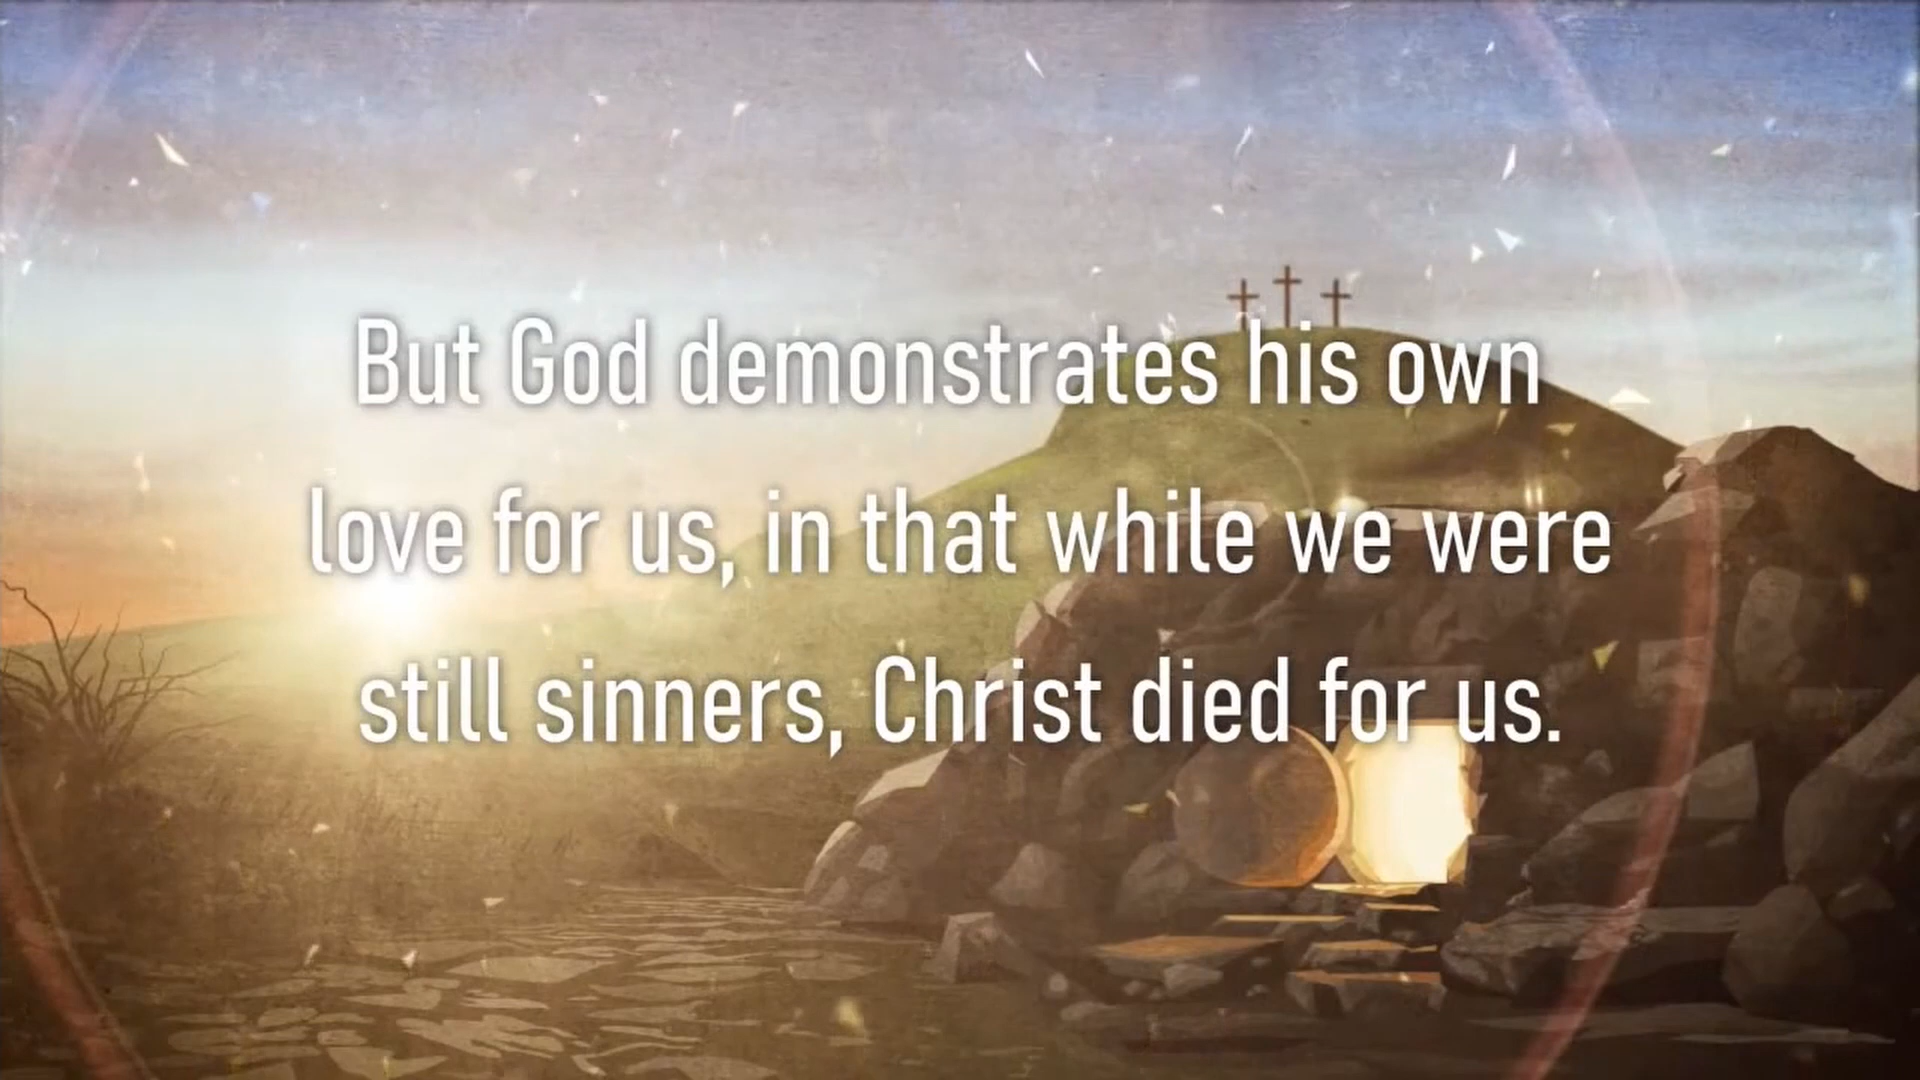 But God demonstrates his own
love for us, in that while we were
still sinners, Christ died for us.